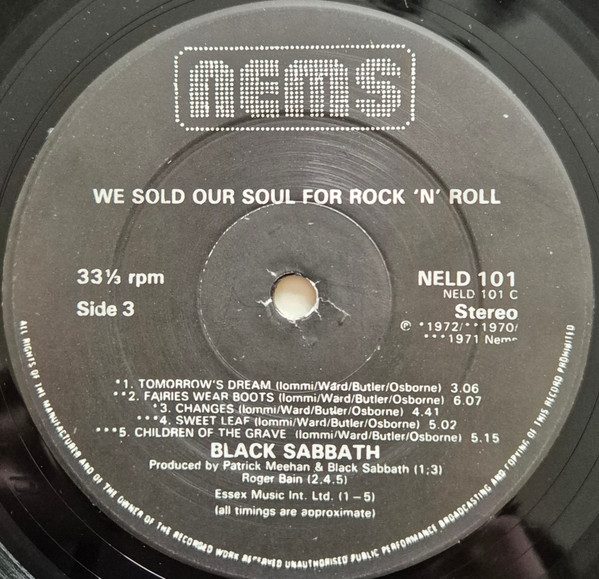 NEMS
WE SOLD OUR SOUL FOR ROCK 'N' ROLL
33⅓ rpm
Side 3
NELD 101
NELD 101 C
Stereo
℗ *1972/**1970/
***1971 Nems
*1. TOMORROW'S DREAM (Iommi/Ward/Butler/Osborne) 3.06
**2. FAIRIES WEAR BOOTS (Iommi/Ward/Butler/Osborne) 6.07
*3. CHANGES (Iommi/Ward/Butler/Osborne) 4.41
***4. SWEET LEAF (Iommi/Ward/Butler/Osborne) 5.02
***5. CHILDREN OF THE GRAVE (Iommi/Ward/Butler/Osborne) 5.15
BLACK SABBATH
Produced by Patrick Meehan & Black Sabbath (1;3)
Roger Bain (2.4.5)
Essex Music Int. Ltd. (1–5)
(all timings are approximate)
ALL RIGHTS OF THE MANUFACTURER AND OF THE OWNER OF THE RECORDED WORK RESERVED UNAUTHORISED PUBLIC PERFORMANCE BROADCASTING AND COPYING OF THIS RECORD PROHIBITED